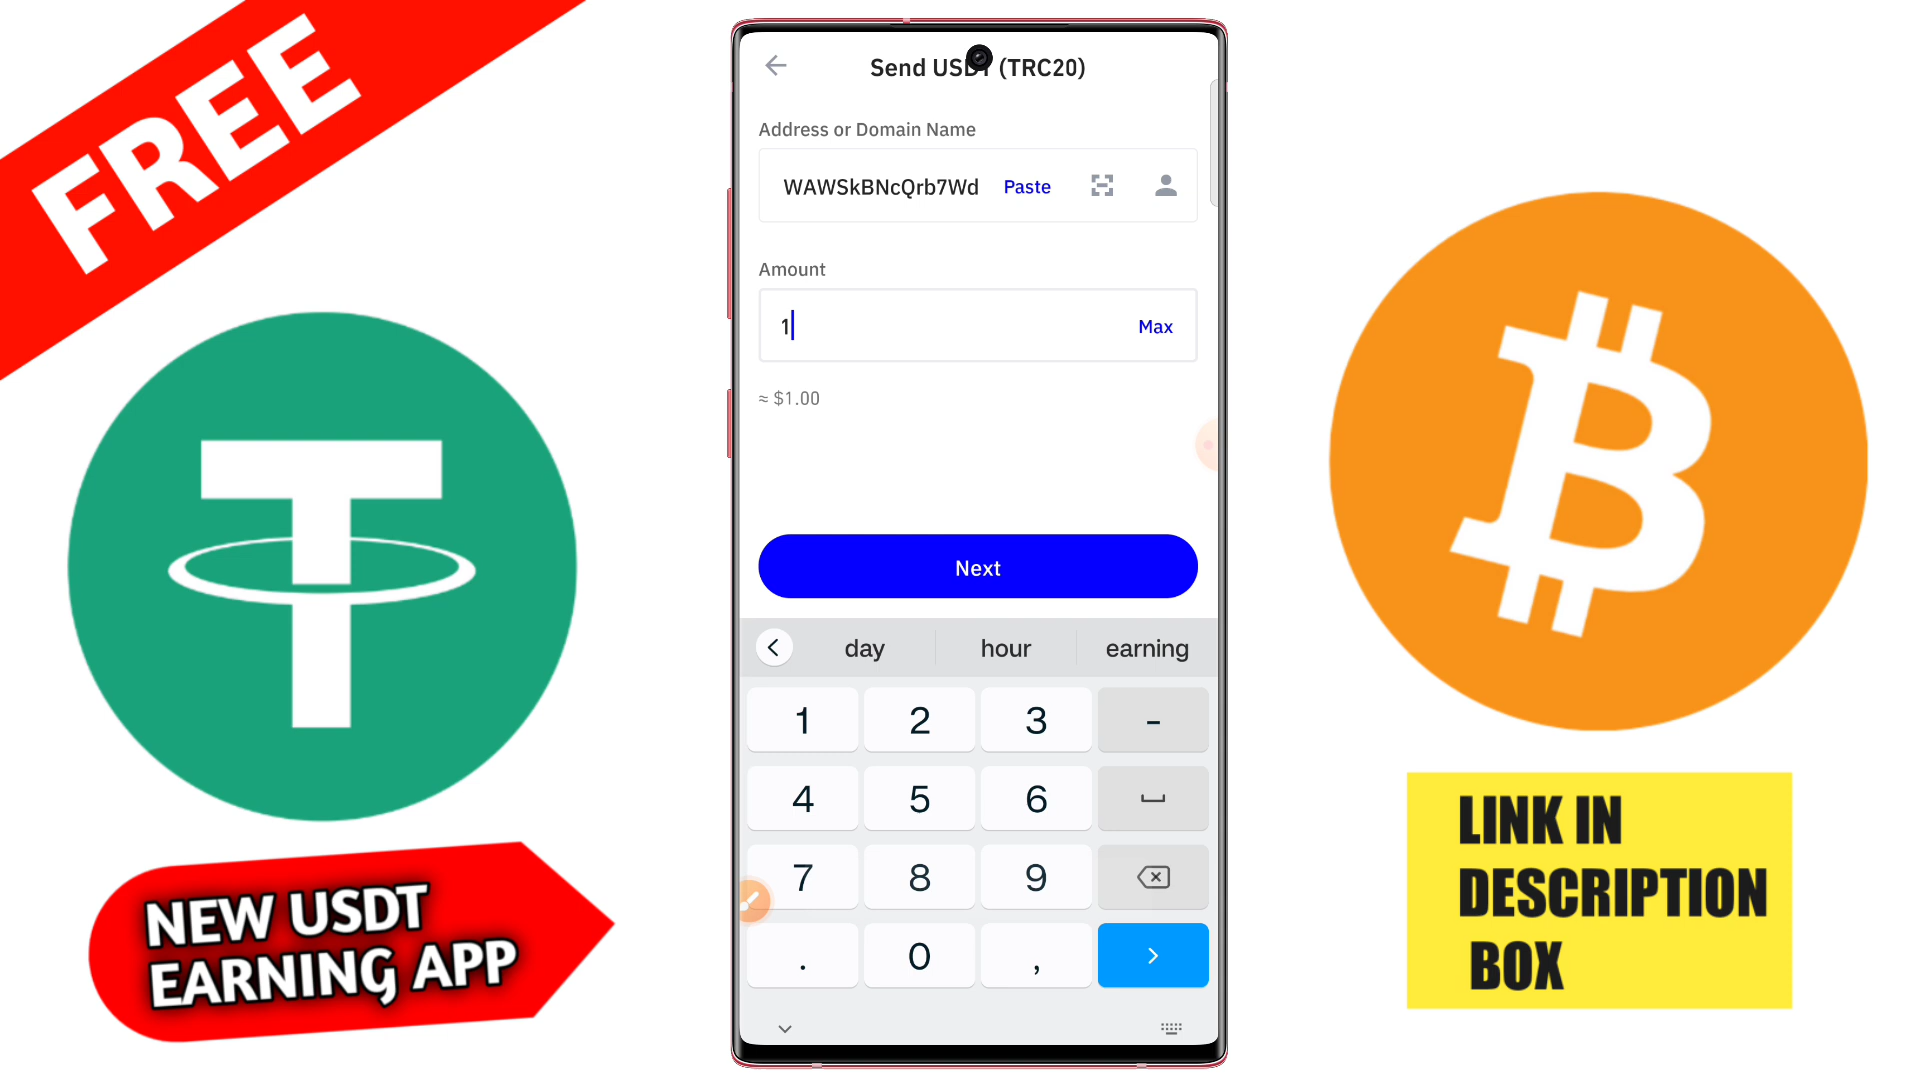 FREE
Send USDT (TRC20)
Address or Domain Name
WAWSkBNcQrb7Wd Paste
Amount
1 Max
≈ $1.00
Next
day hour earning
1 2 3 -
4 5 6
7 8 9
. 0 ,
NEW USDT
EARNING APP
LINK IN
DESCRIPTION
BOX